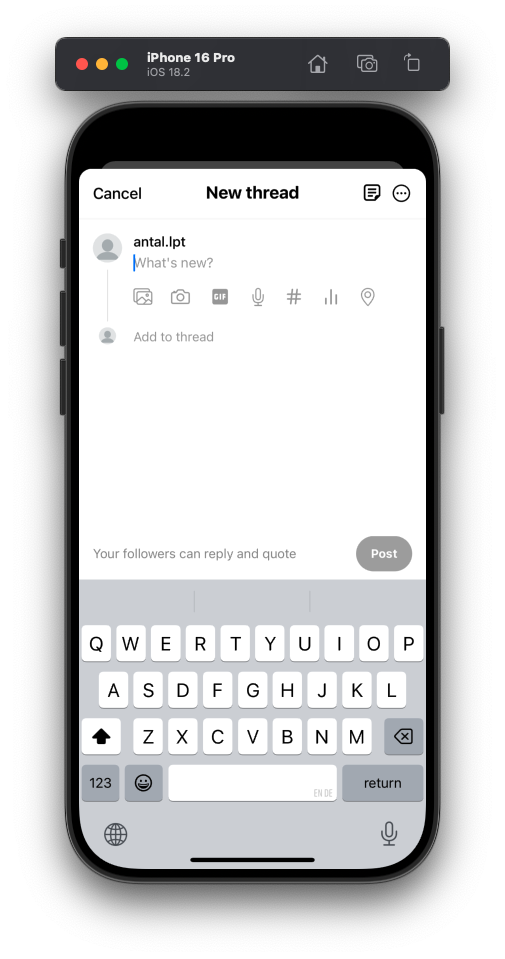 iPhone 16 Pro
iOS 18.2
Cancel New thread
antal.lpt
What's new?
GIF
#
Add to thread
Your followers can reply and quote Post
Q W E R T Y U I O P
A S D F G H J K L
Z X C V B N M
123 EN DE return